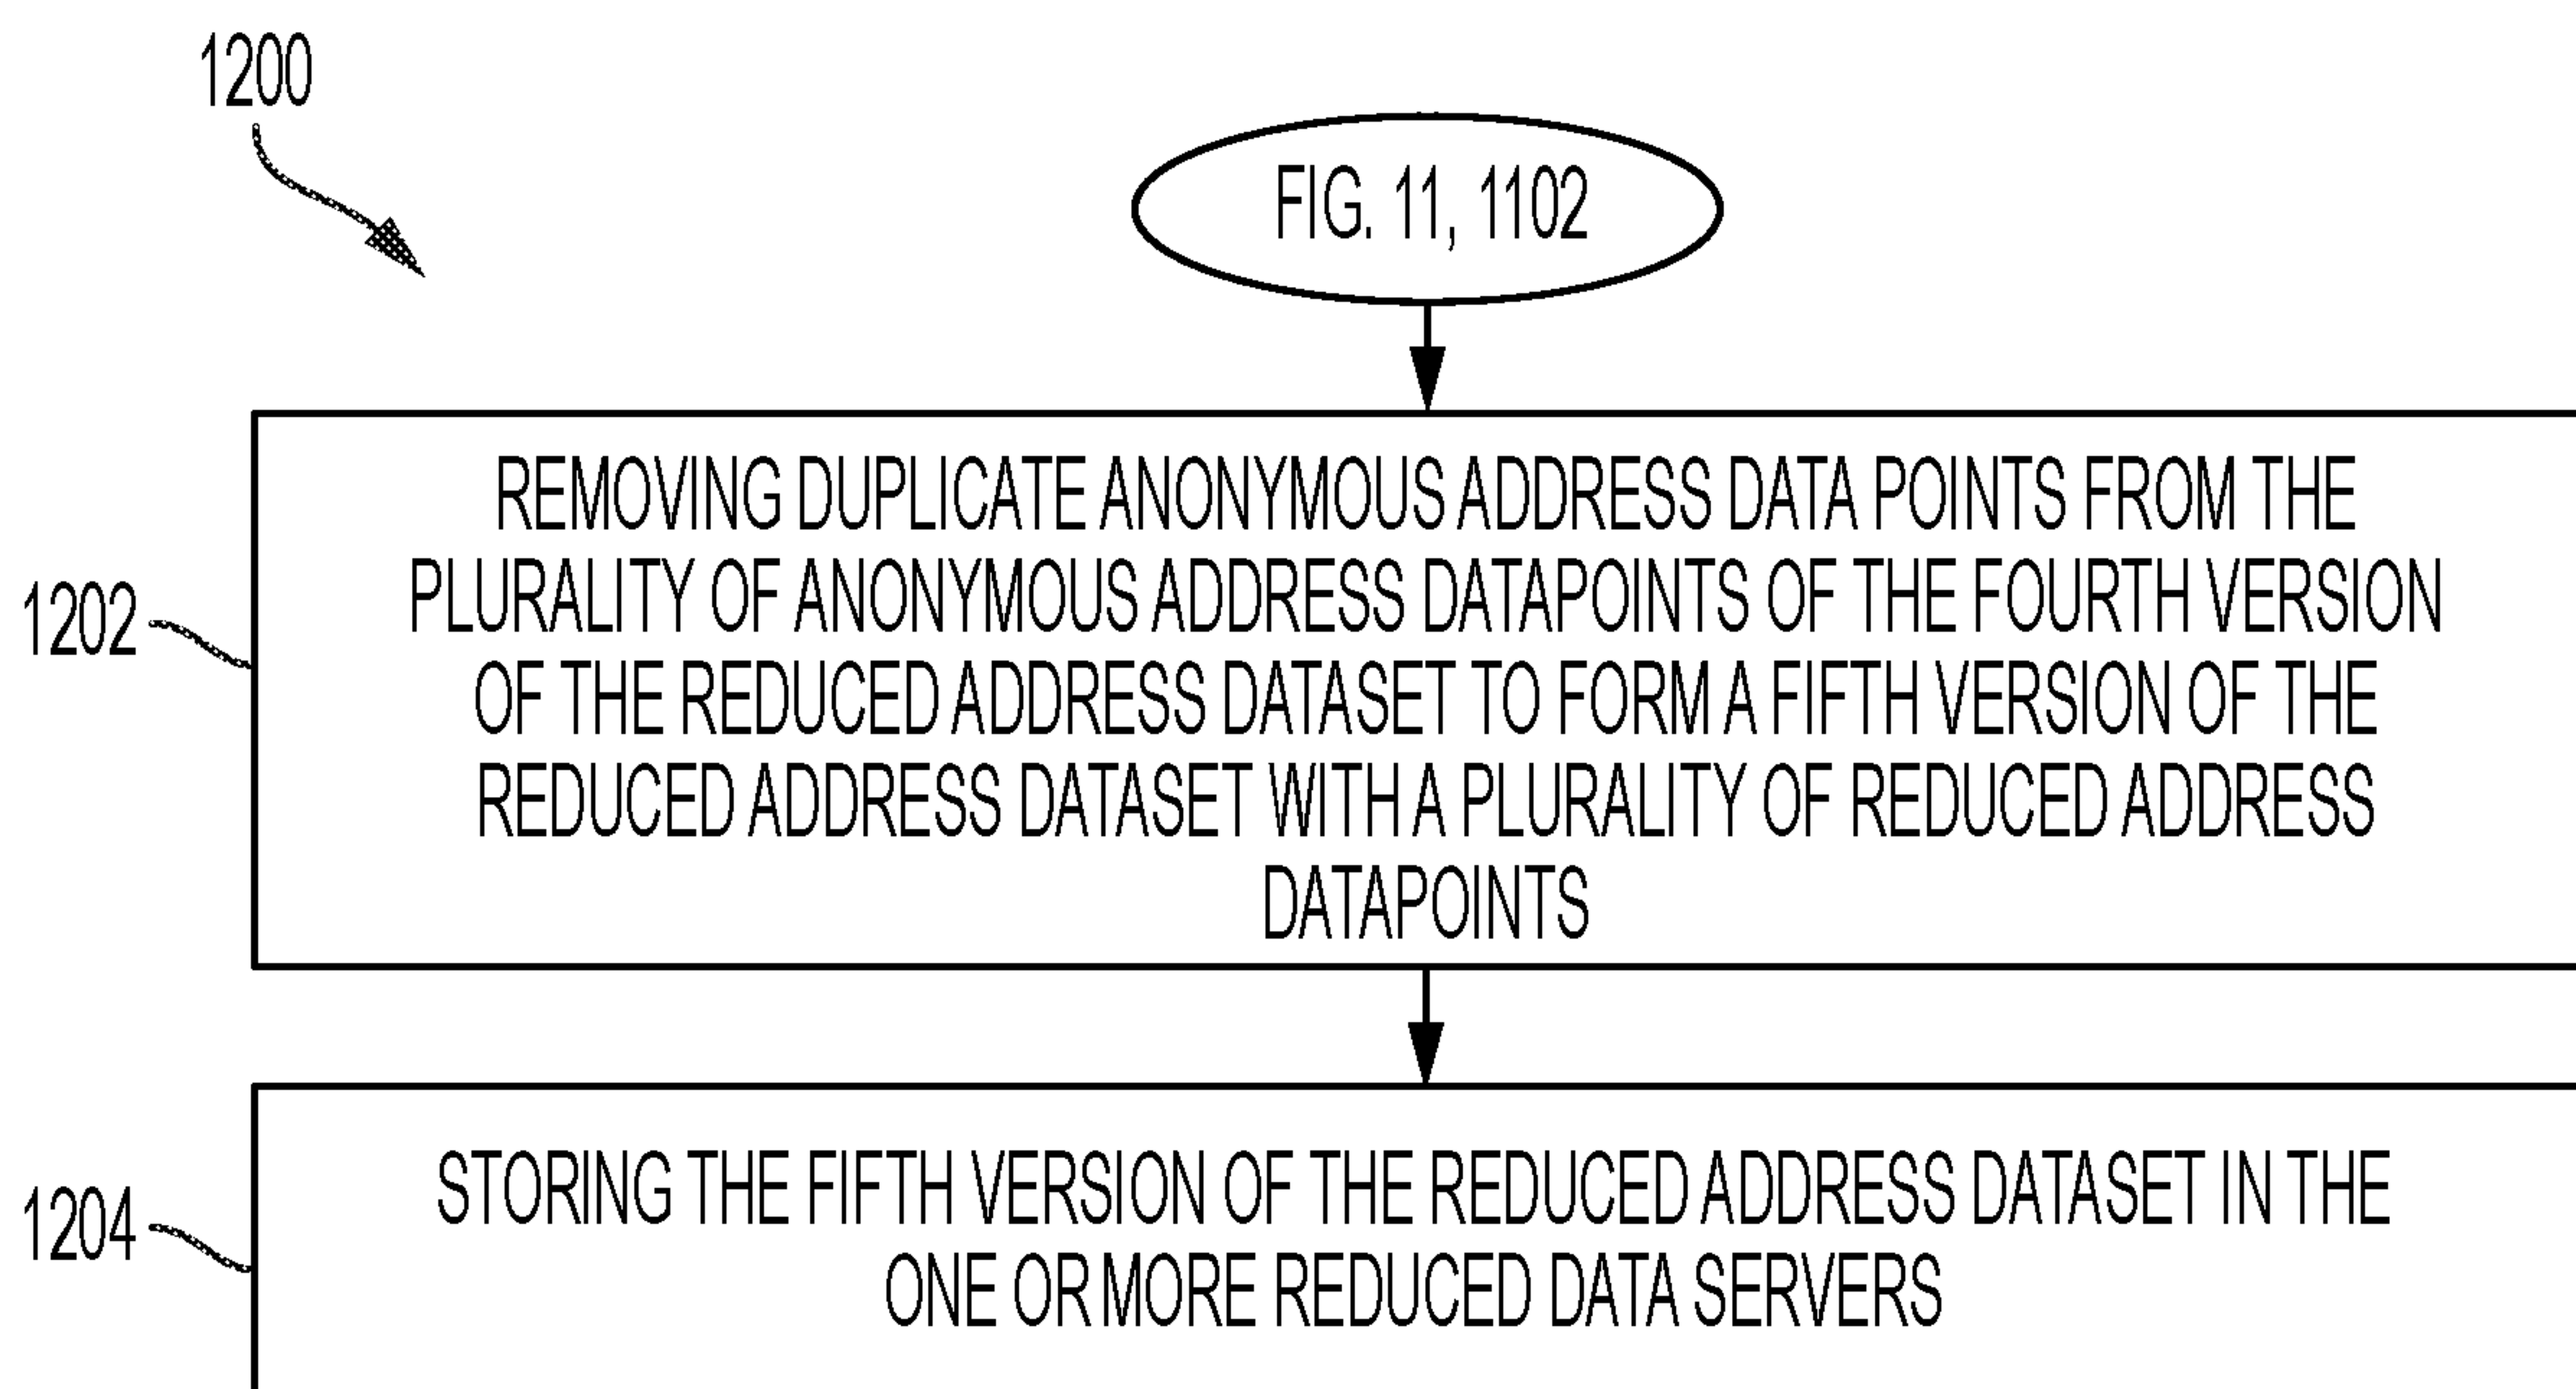 1200
FIG. 11, 1102
REMOVING DUPLICATE ANONYMOUS ADDRESS DATA POINTS FROM THE
PLURALITY OF ANONYMOUS ADDRESS DATAPOINTS OF THE FOURTH VERSION
1202
OF THE REDUCED ADDRESS DATASET TO FORM A FIFTH VERSION OF THE
REDUCED ADDRESS DATASET WITH A PLURALITY OF REDUCED ADDRESS
DATAPOINTS
1204
STORING THE FIFTH VERSION OF THE REDUCED ADDRESS DATASET IN THE
ONE OR MORE REDUCED DATA SERVERS